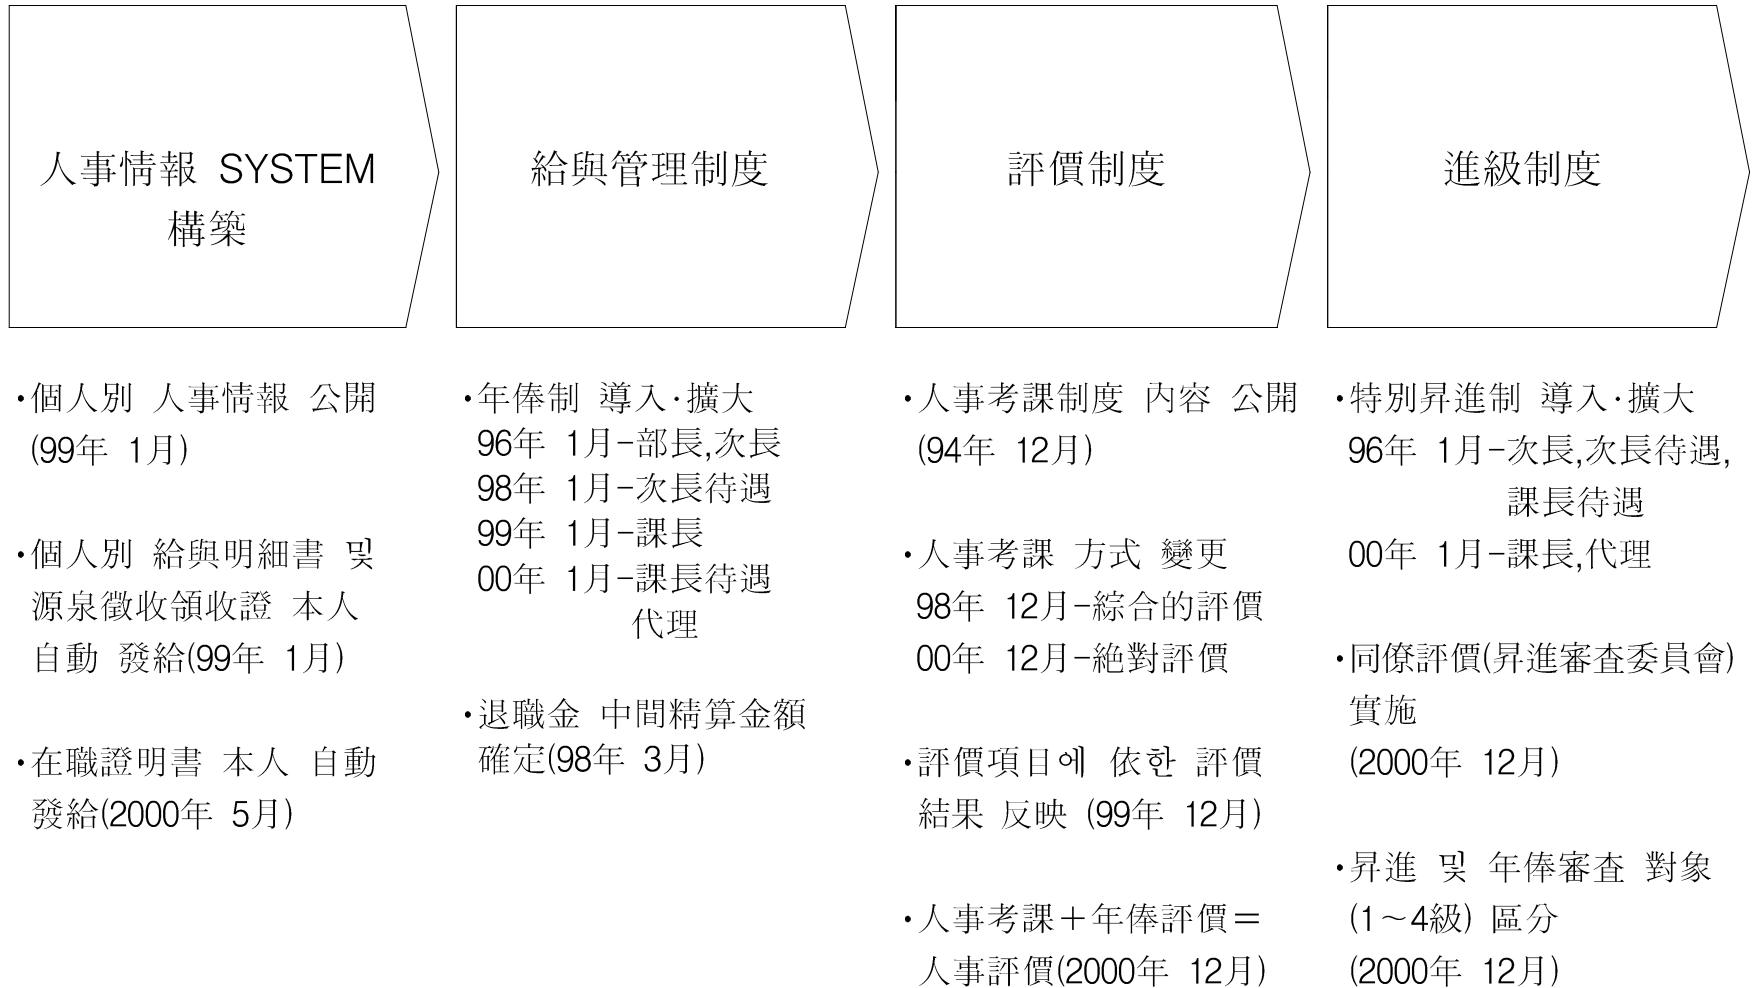 人事情報 SYSTEM
構築
給與管理制度
評價制度
進級制度
·個人別 人事情報 公開
(99年 1月)
·個人別 給與明細書 및
源泉徵收領收證 本人
自動 發給(99年 1月)
·在職證明書 本人 自動
發給(2000年 5月)
·年俸制 導入·擴大
96年 1月-部長,次長
98年 1月-次長待遇
99年 1月-課長
00年 1月-課長待遇
代理
·退職金 中間精算金額
確定(98年 3月)
·人事考課制度 內容 公開
(94年 12月)
·人事考課 方式 變更
98年 12月-綜合的評價
00年 12月-絶對評價
·評價項目에 依한 評價
結果 反映 (99年 12月)
·人事考課＋年俸評價＝
人事評價(2000年 12月)
·特別昇進制 導入·擴大
96年 1月-次長,次長待遇,
課長待遇
00年 1月-課長,代理
·同僚評價(昇進審査委員會)
實施
(2000年 12月)
·昇進 및 年俸審査 對象
(1～4級) 區分
(2000年 12月)